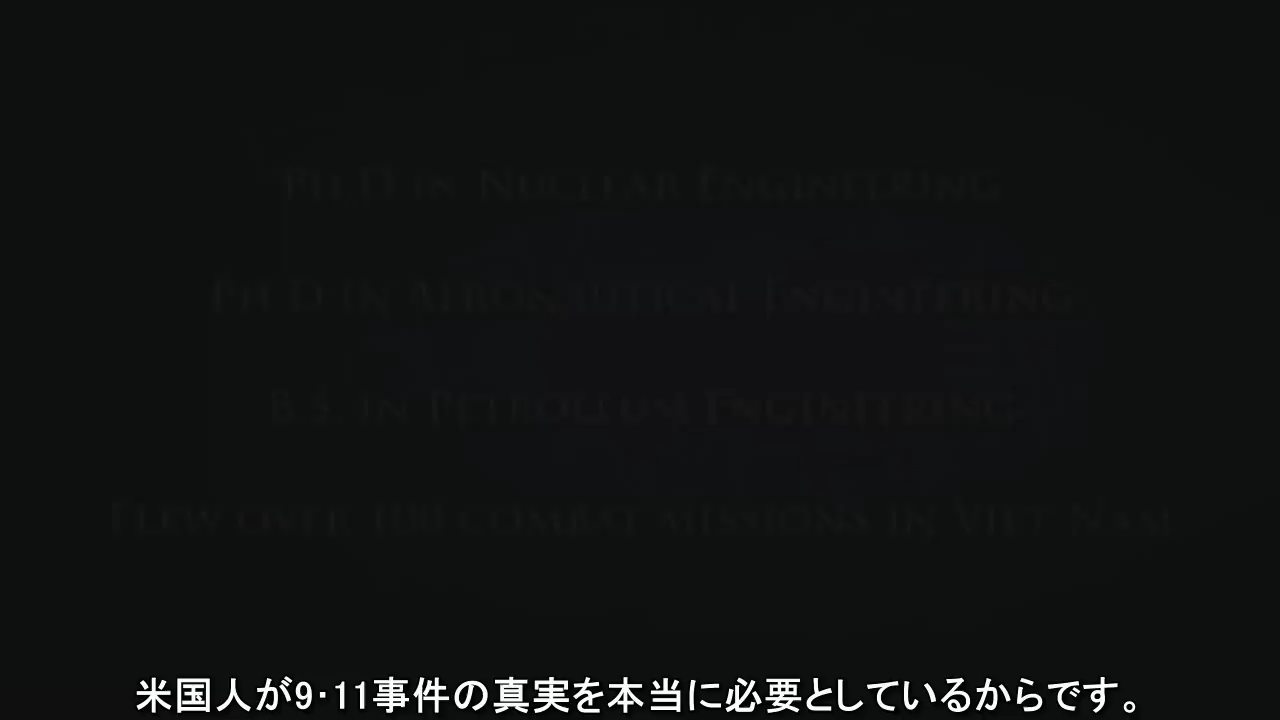 Ph.D in Nuclear Engineering
Ph.D in Aeronautical Engineering
B.S. in Petroleum Engineering
Flew over 100 combat missions in Viet Nam
米国人が9･11事件の真実を本当に必要としているからです。